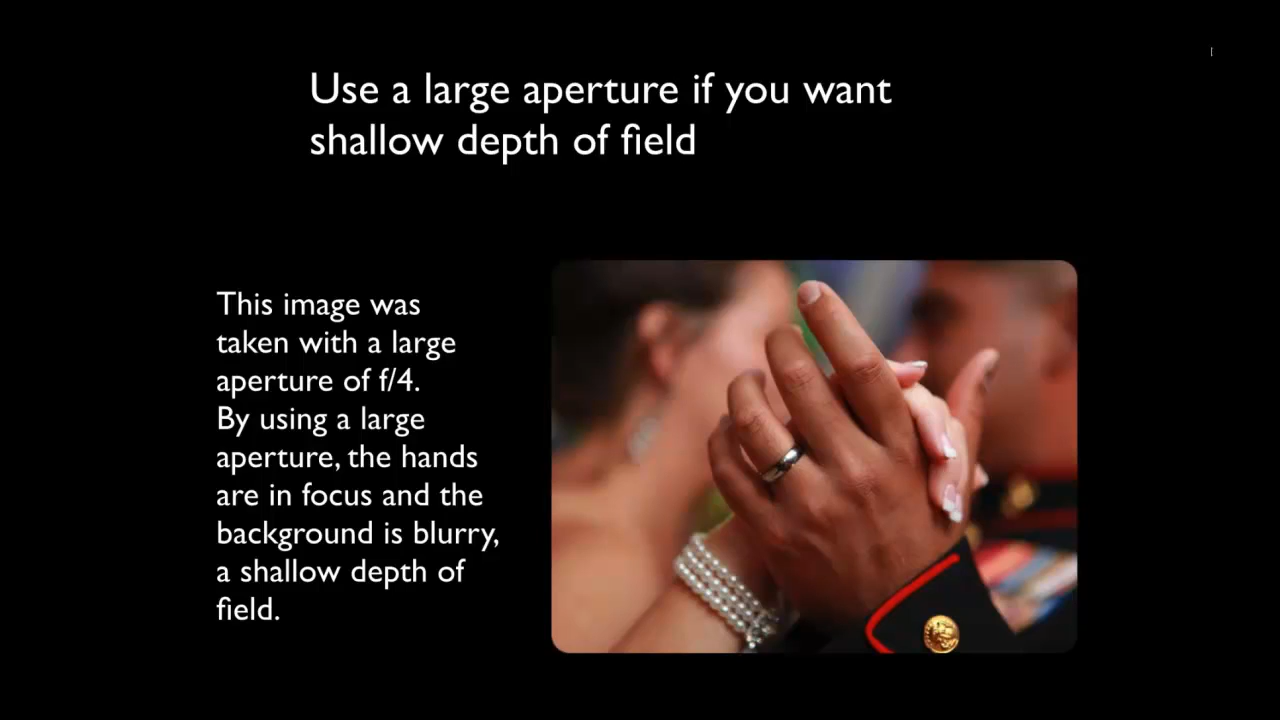 Use a large aperture if you want
shallow depth of field
This image was
taken with a large
aperture of f/4.
By using a large
aperture, the hands
are in focus and the
background is blurry,
a shallow depth of
field.